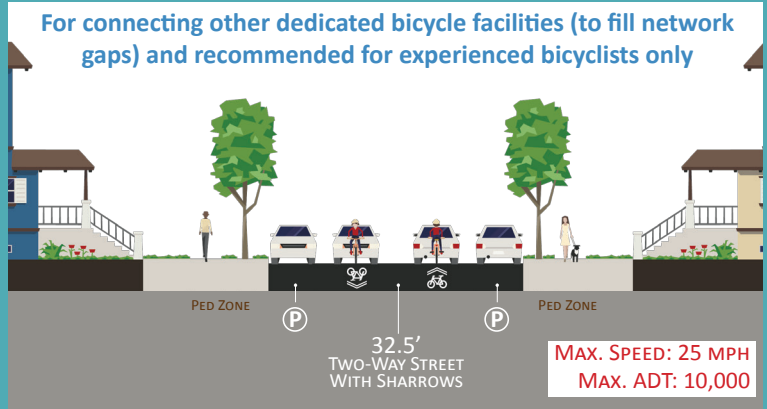 For connecting other dedicated bicycle facilities (to fill network
gaps) and recommended for experienced bicyclists only
PED ZONE
P
32.5'
TWO-WAY STREET
WITH SHARROWS
P
PED ZONE
MAX. SPEED: 25 MPH
MAX. ADT: 10,000